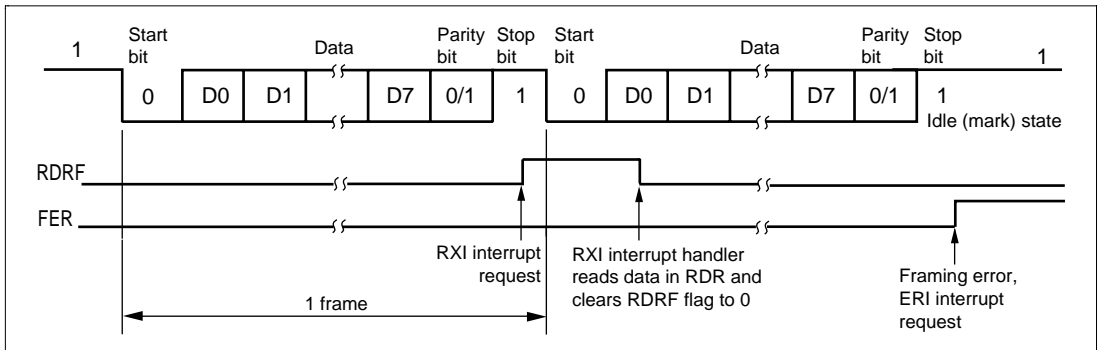 1
Start bit
Data
Parity bit
Stop bit
Start bit
Data
Parity bit
Stop bit
1
0
D0
D1
D7
0/1
1
0
D0
D1
D7
0/1
1
Idle (mark) state
RDRF
FER
RXI interrupt
request
RXI interrupt handler
reads data in RDR and
clears RDRF flag to 0
Framing error,
ERI interrupt
request
1 frame